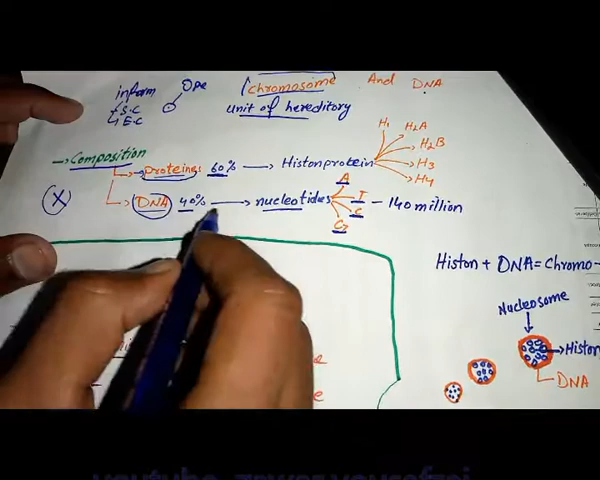 inform Ope
S.C
E.C
chromosome And DNA
unit of hereditory
→ Composition
Proteins 60% → Histonprotein
H1
H2A
H2B
H3
H4
X
DNA 40% → nucleotides - 140 million
A
T
C
G
Histon + DNA = Chromo
Nucleosome
Histon
DNA